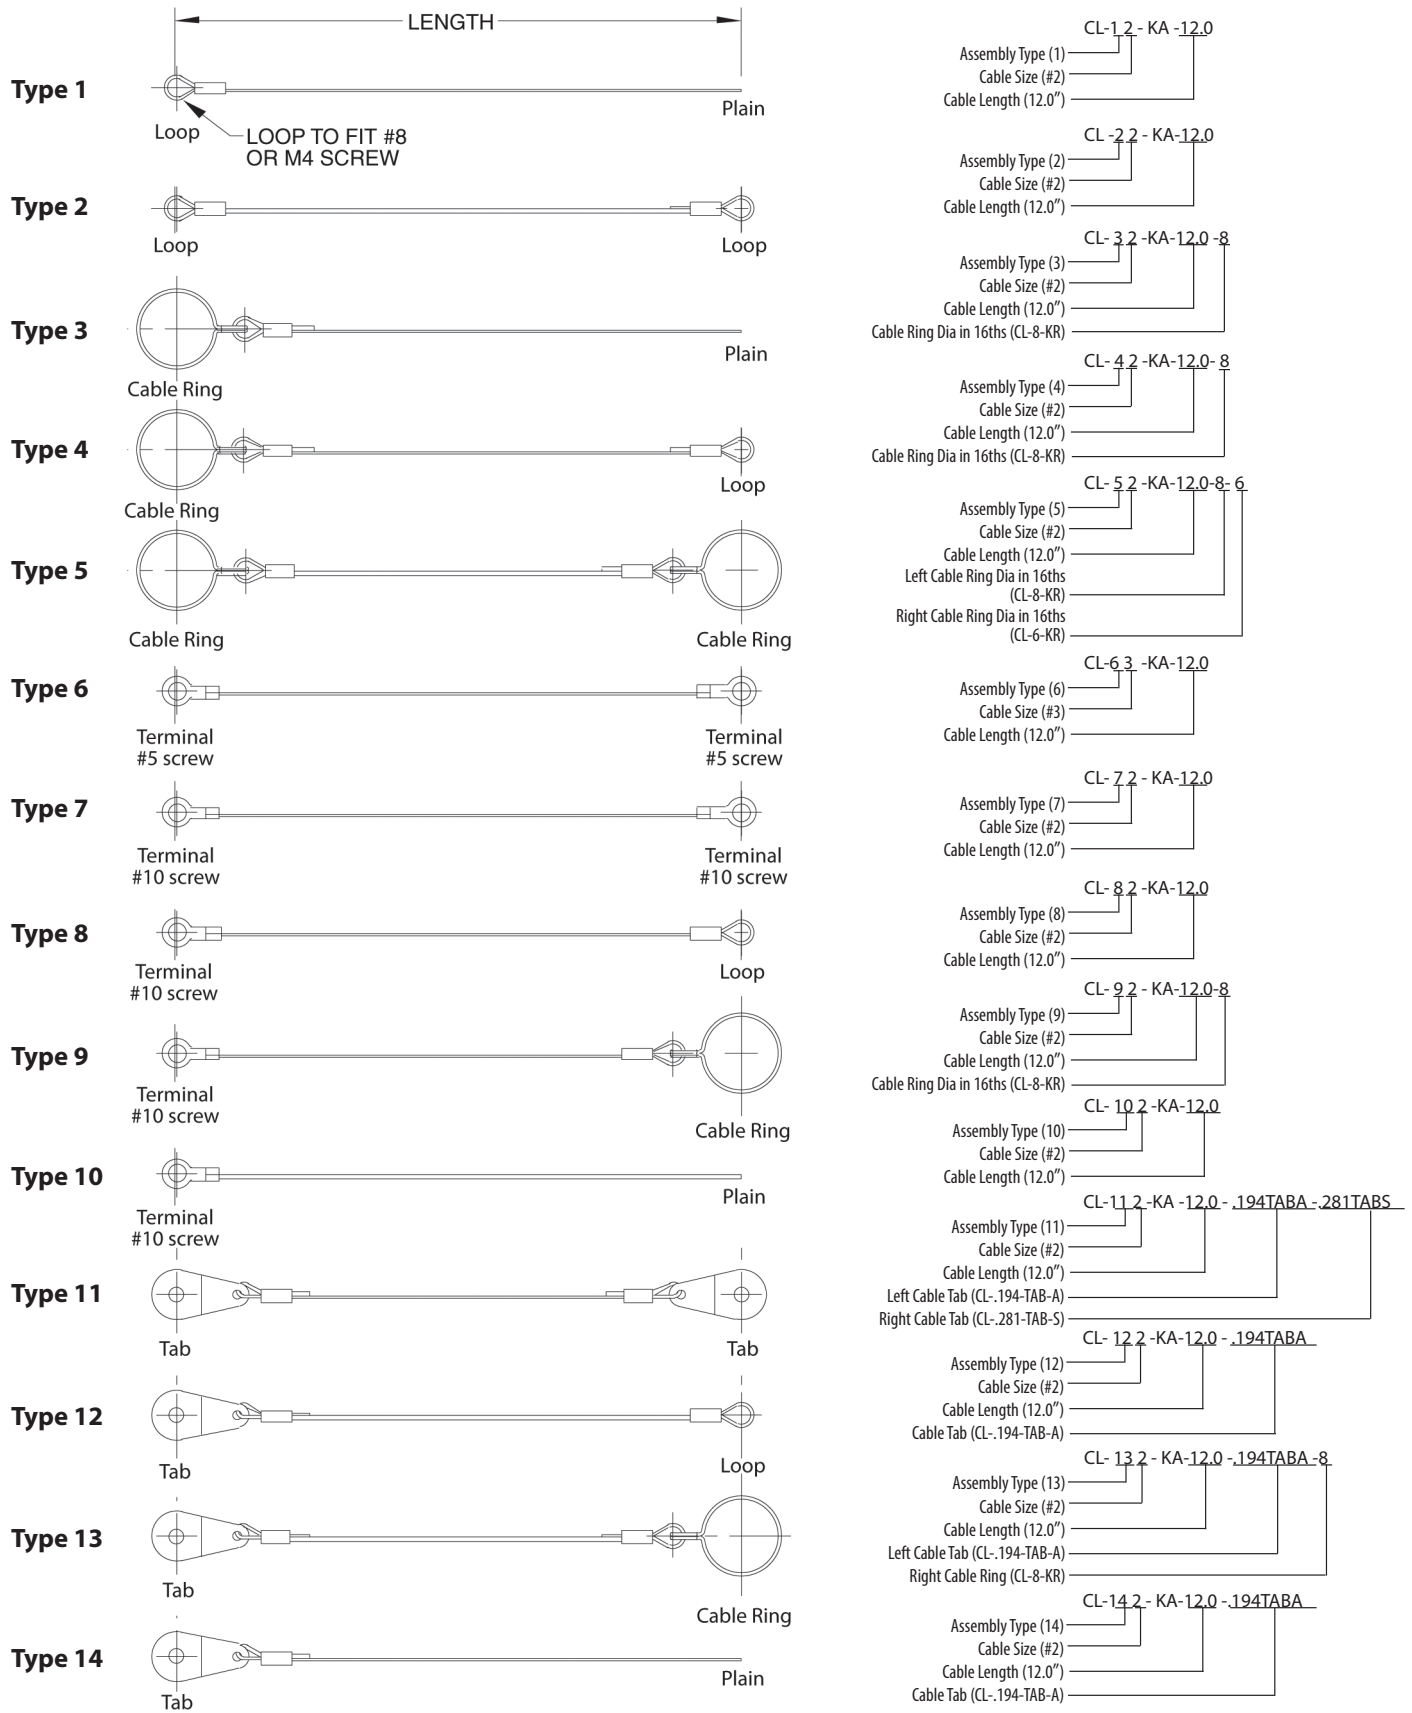 LENGTH
Type 1
Loop
LOOP TO FIT #8
OR M4 SCREW
Plain
CL-1 2 - KA -12.0
Assembly Type (1)
Cable Size (#2)
Cable Length (12.0")
Type 2
Loop
Loop
CL -2 2 - KA-12.0
Assembly Type (2)
Cable Size (#2)
Cable Length (12.0")
Type 3
Cable Ring
Plain
CL- 3 2 -KA-12.0 -8
Assembly Type (3)
Cable Size (#2)
Cable Length (12.0")
Cable Ring Dia in 16ths (CL-8-KR)
Type 4
Cable Ring
Loop
CL- 4 2 -KA-12.0- 8
Assembly Type (4)
Cable Size (#2)
Cable Length (12.0")
Cable Ring Dia in 16ths (CL-8-KR)
Type 5
Cable Ring
Cable Ring
CL- 5 2 -KA-12.0-8- 6
Assembly Type (5)
Cable Size (#2)
Cable Length (12.0")
Left Cable Ring Dia in 16ths
(CL-8-KR)
Right Cable Ring Dia in 16ths
(CL-6-KR)
Type 6
Terminal
#5 screw
Terminal
#5 screw
CL-6 3 -KA-12.0
Assembly Type (6)
Cable Size (#3)
Cable Length (12.0")
Type 7
Terminal
#10 screw
Terminal
#10 screw
CL- 7 2 - KA-12.0
Assembly Type (7)
Cable Size (#2)
Cable Length (12.0")
Type 8
Terminal
#10 screw
Loop
CL- 8 2 -KA-12.0
Assembly Type (8)
Cable Size (#2)
Cable Length (12.0")
Type 9
Terminal
#10 screw
Cable Ring
CL- 9 2 - KA-12.0-8
Assembly Type (9)
Cable Size (#2)
Cable Length (12.0")
Cable Ring Dia in 16ths (CL-8-KR)
Type 10
Terminal
#10 screw
Plain
CL- 10 2 -KA-12.0
Assembly Type (10)
Cable Size (#2)
Cable Length (12.0")
Type 11
Tab
Tab
CL-11 2 -KA -12.0 - .194TABA -.281TABS
Assembly Type (11)
Cable Size (#2)
Cable Length (12.0")
Left Cable Tab (CL-.194-TAB-A)
Right Cable Tab (CL-.281-TAB-S)
Type 12
Tab
Loop
CL- 12 2 -KA-12.0 - .194TABA
Assembly Type (12)
Cable Size (#2)
Cable Length (12.0")
Cable Tab (CL-.194-TAB-A)
Type 13
Tab
Cable Ring
CL- 13 2 - KA-12.0 -.194TABA -8
Assembly Type (13)
Cable Size (#2)
Cable Length (12.0")
Left Cable Tab (CL-.194-TAB-A)
Right Cable Ring (CL-8-KR)
Type 14
Tab
Plain
CL-14 2 - KA-12.0 -.194TABA
Assembly Type (14)
Cable Size (#2)
Cable Length (12.0")
Cable Tab (CL-.194-TAB-A)